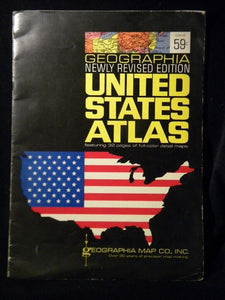 59
GEOGRAPHIA
NEWLY REVISED EDITION
UNITED
STATES
ATLAS
featuring 32 pages of full-color detail maps
GEOGRAPHIA MAP CO., INC.
Over 30 years of precision map making